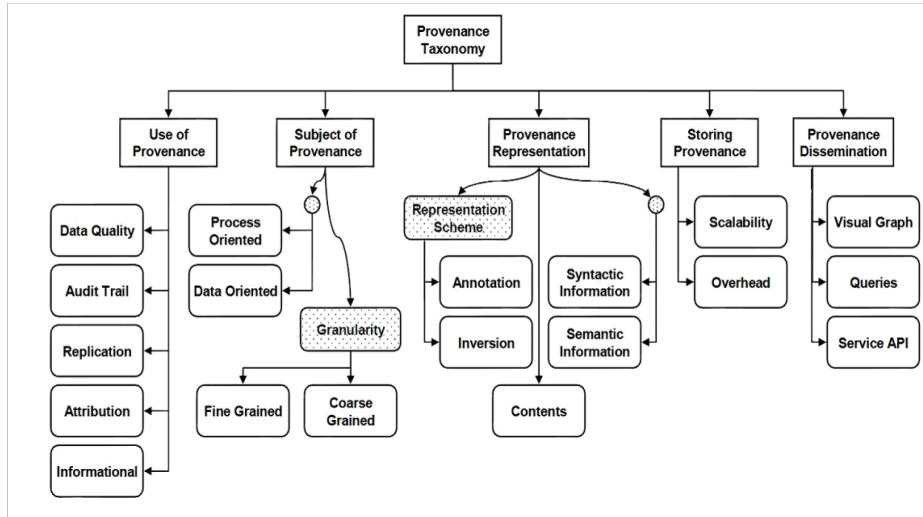 Provenance
Taxonomy
Use of
Provenance
Subject of
Provenance
Provenance
Representation
Storing
Provenance
Provenance
Dissemination
Data Quality
Audit Trail
Replication
Attribution
Informational
Process
Oriented
Data Oriented
Granularity
Fine Grained
Coarse
Grained
Representation
Scheme
Annotation
Inversion
Contents
Syntactic
Information
Semantic
Information
Scalability
Overhead
Visual Graph
Queries
Service API